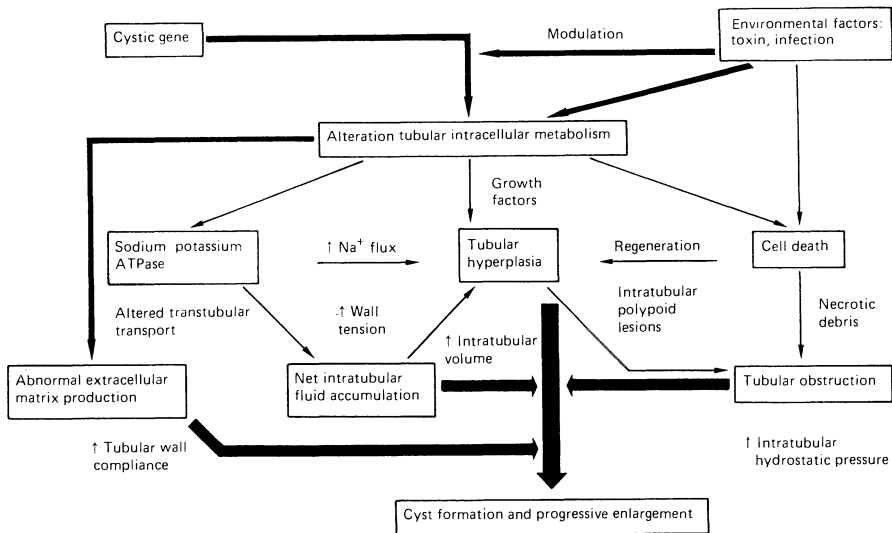 Cystic gene
Modulation
Environmental factors:
toxin, infection
Alteration tubular intracellular metabolism
Growth
factors
Sodium potassium
ATPase
↑ Na⁺ flux
Tubular
hyperplasia
Regeneration
Cell death
Altered transtubular
transport
↑ Wall
tension
Intratubular
polypoid
lesions
Necrotic
debris
↑ Intratubular
volume
Abnormal extracellular
matrix production
Net intratubular
fluid accumulation
Tubular obstruction
↑ Tubular wall
compliance
↑ Intratubular
hydrostatic pressure
Cyst formation and progressive enlargement